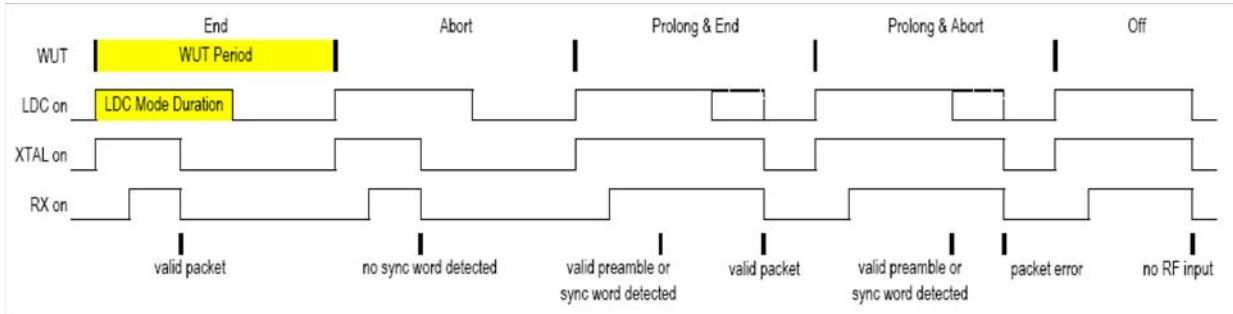 End Abort Prolong & End Prolong & Abort Off
WUT WUT Period
LDC on LDC Mode Duration
XTAL on
RX on
valid packet no sync word detected valid preamble or valid packet valid preamble or packet error no RF input
sync word detected sync word detected